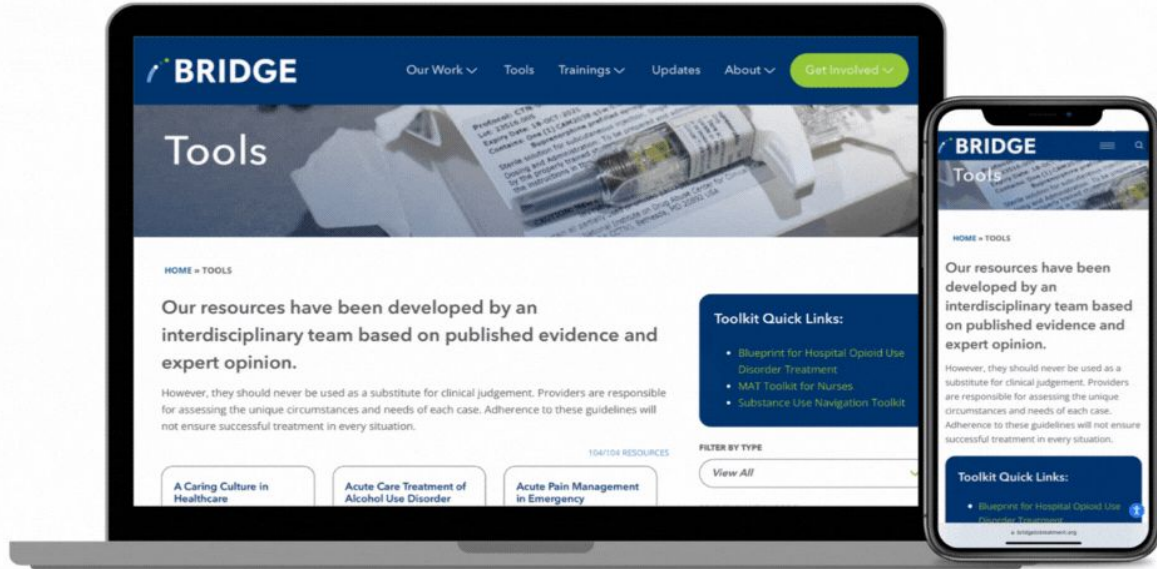 BRIDGE
Our Work
Tools
Trainings
Updates
About
Get Involved
Tools
Expiry Date: 18-OCT-2021
HOME » TOOLS
Our resources have been developed by an
interdisciplinary team based on published evidence and
expert opinion.
However, they should never be used as a substitute for clinical judgement. Providers are responsible
for assessing the unique circumstances and needs of each case. Adherence to these guidelines will
not ensure successful treatment in every situation.
104/104 RESOURCES
A Caring Culture in
Healthcare
Acute Care Treatment of
Alcohol Use Disorder
Acute Pain Management
in Emergency
Toolkit Quick Links:
• Blueprint for Hospital Opioid Use
Disorder Treatment
• MAT Toolkit for Nurses
• Substance Use Navigation Toolkit
FILTER BY TYPE
View All
BRIDGE
Tools
HOME » TOOLS
Our resources have been
developed by an
interdisciplinary team based
on published evidence and
expert opinion.
However, they should never be used as a
substitute for clinical judgement. Providers
are responsible for assessing the unique
circumstances and needs of each case.
Adherence to these guidelines will not ensure
successful treatment in every situation.
Toolkit Quick Links:
• Blueprint for Hospital Opioid Use
Disorder Treatment
bridgetotreatment.org